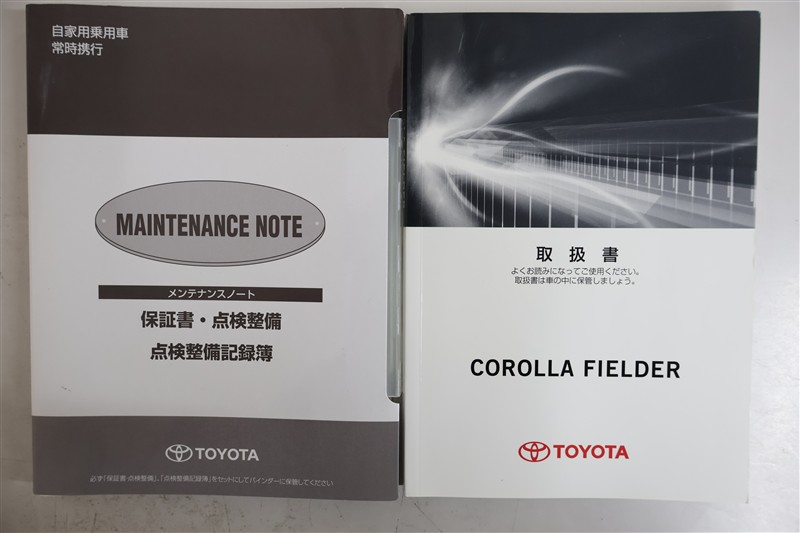 自家用乗用車
常時携行
MAINTENANCE NOTE
メンテナンスノート
保証書・点検整備
点検整備記録簿
TOYOTA
必ず「保証書・点検整備」、「点検整備記録簿」をセットにしてバインダーに保管してください
取扱書
よくお読みになってご使用ください。
取扱書は車の中に保管しましょう。
COROLLA FIELDER
TOYOTA